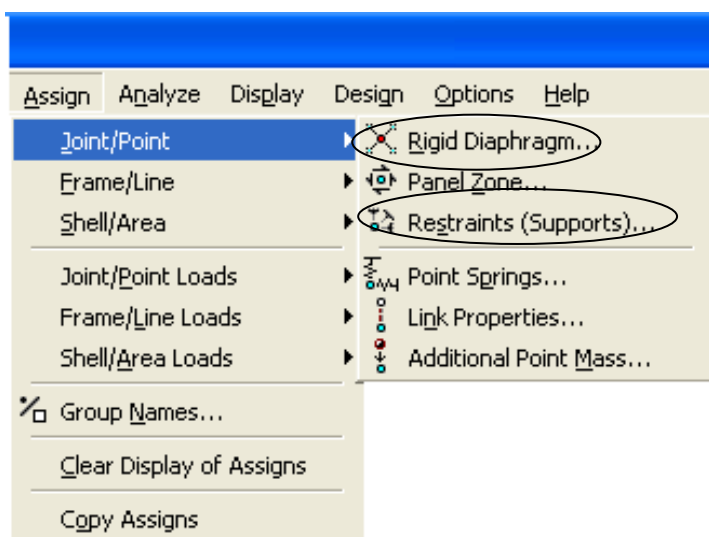 Assign Analyze Display Design Options Help
Joint/Point
Frame/Line
Shell/Area
Joint/Point Loads
Frame/Line Loads
Shell/Area Loads
Group Names...
Clear Display of Assigns
Copy Assigns
Rigid Diaphragm...
Panel Zone...
Restraints (Supports)...
Point Springs...
Link Properties...
Additional Point Mass...